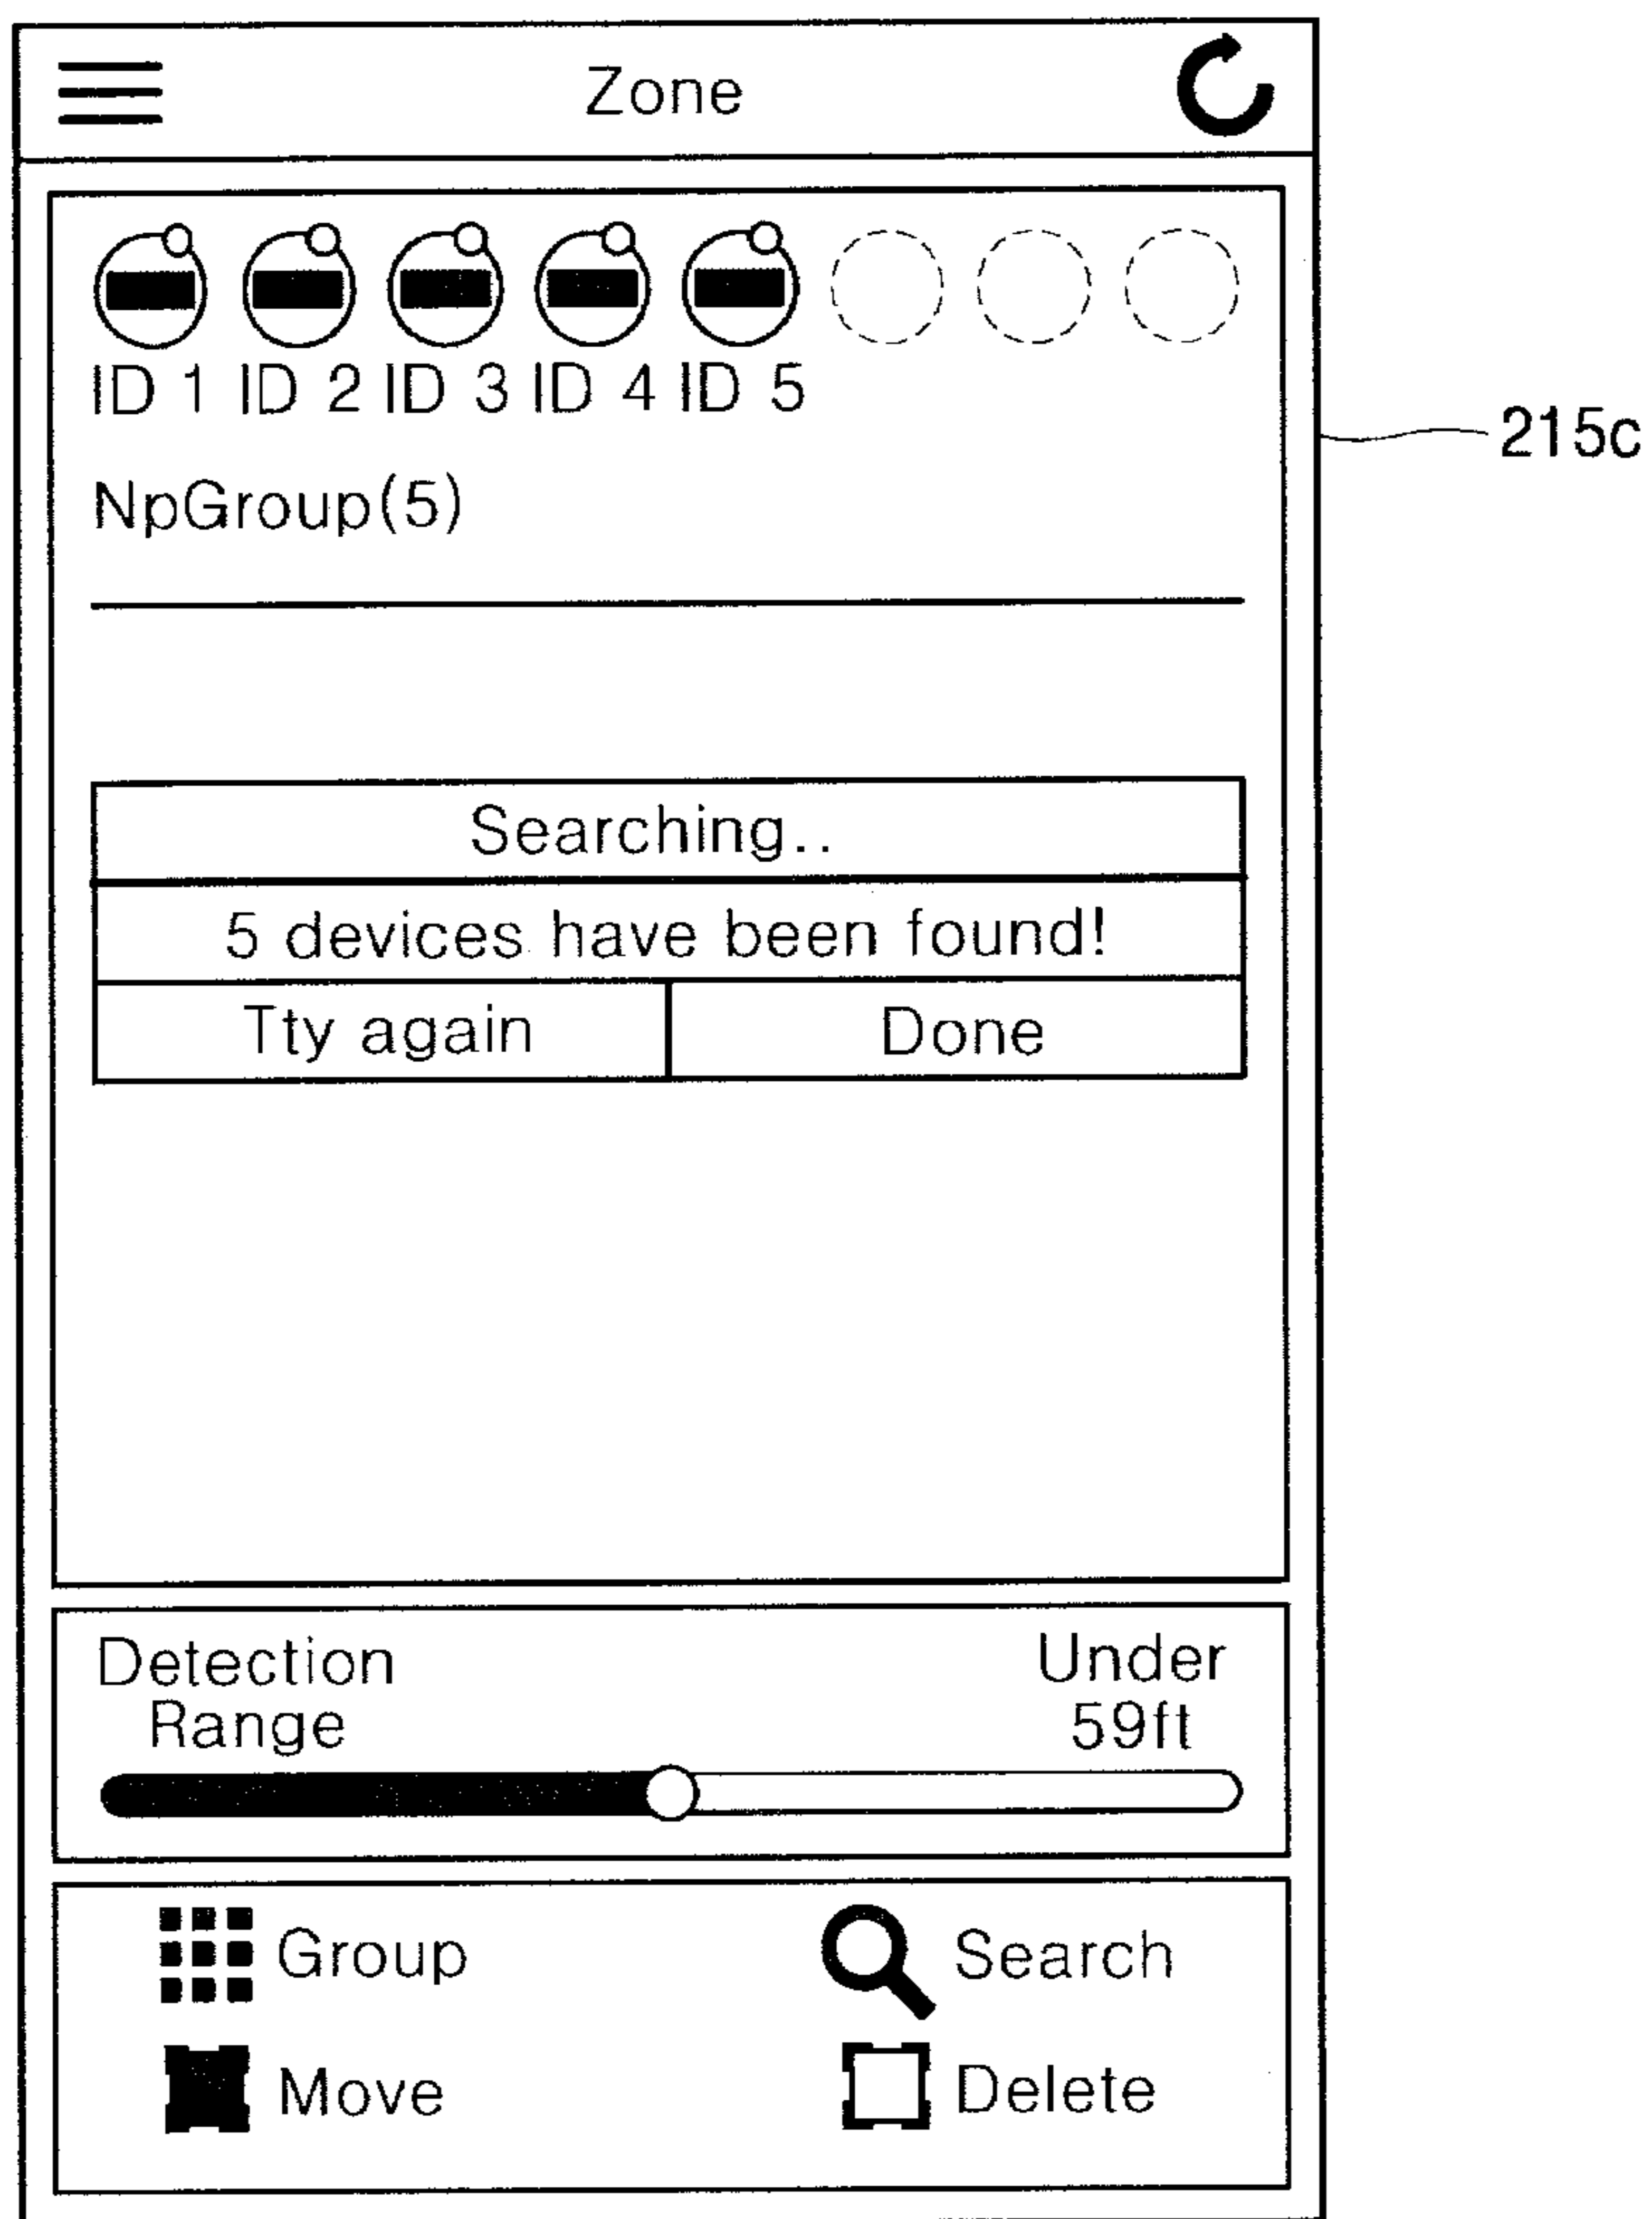 Zone
ID 1 ID 2 ID 3 ID 4 ID 5
215c
NpGroup(5)
Searching..
5 devices have been found!
Tty again Done
Detection Range
Under 59ft
Group Search
Move Delete